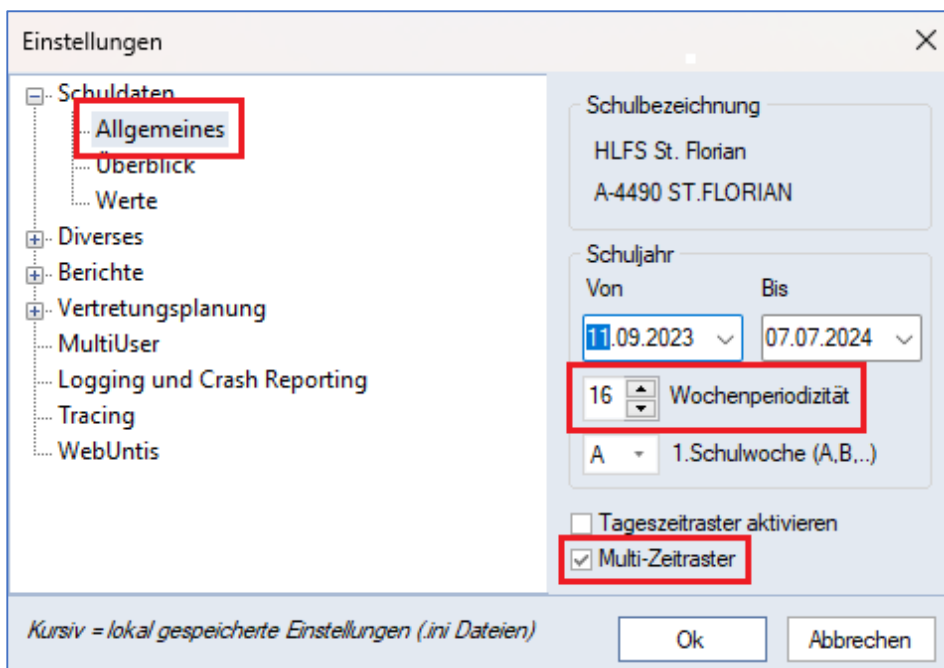 Einstellungen
Schuldaten
Allgemeines
Überblick
Werte
Diverses
Berichte
Vertretungsplanung
MultiUser
Logging und Crash Reporting
Tracing
WebUntis
Schulbezeichnung
HLFS St. Florian
A-4490 ST.FLORIAN
Schuljahr
Von Bis
11.09.2023 07.07.2024
16 Wochenperiodizität
A 1.Schulwoche (A,B,..)
Tageszeitraster aktivieren
Multi-Zeitraster
Kursiv = lokal gespeicherte Einstellungen (.ini Dateien)
Ok Abbrechen